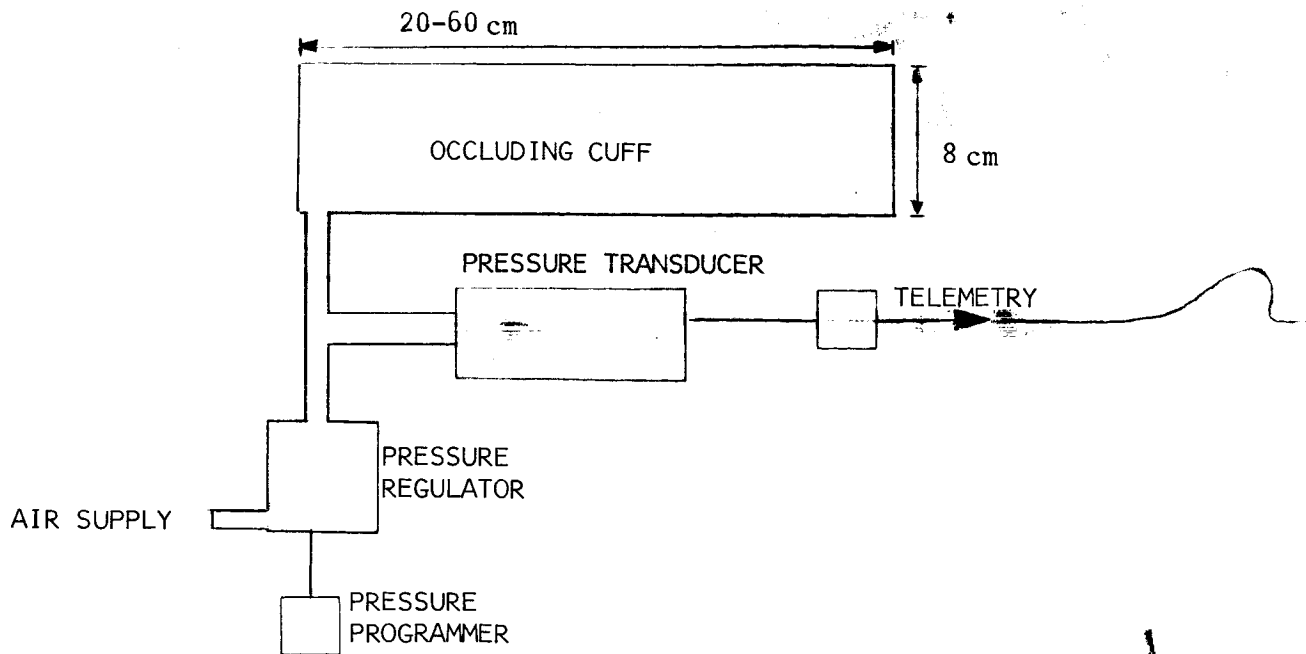 20-60 cm
OCCLUDING CUFF
8 cm
PRESSURE TRANSDUCER
TELEMETRY
PRESSURE
REGULATOR
AIR SUPPLY
PRESSURE
PROGRAMMER